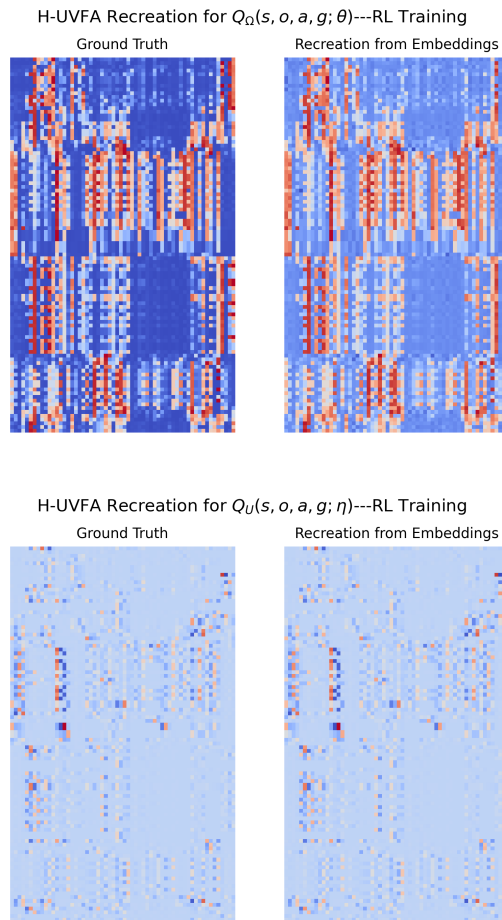 H-UVFA Recreation for Q_Ω(s, o, a, g; θ)---RL Training
Ground Truth
Recreation from Embeddings
H-UVFA Recreation for Q_U(s, o, a, g; η)---RL Training
Ground Truth
Recreation from Embeddings